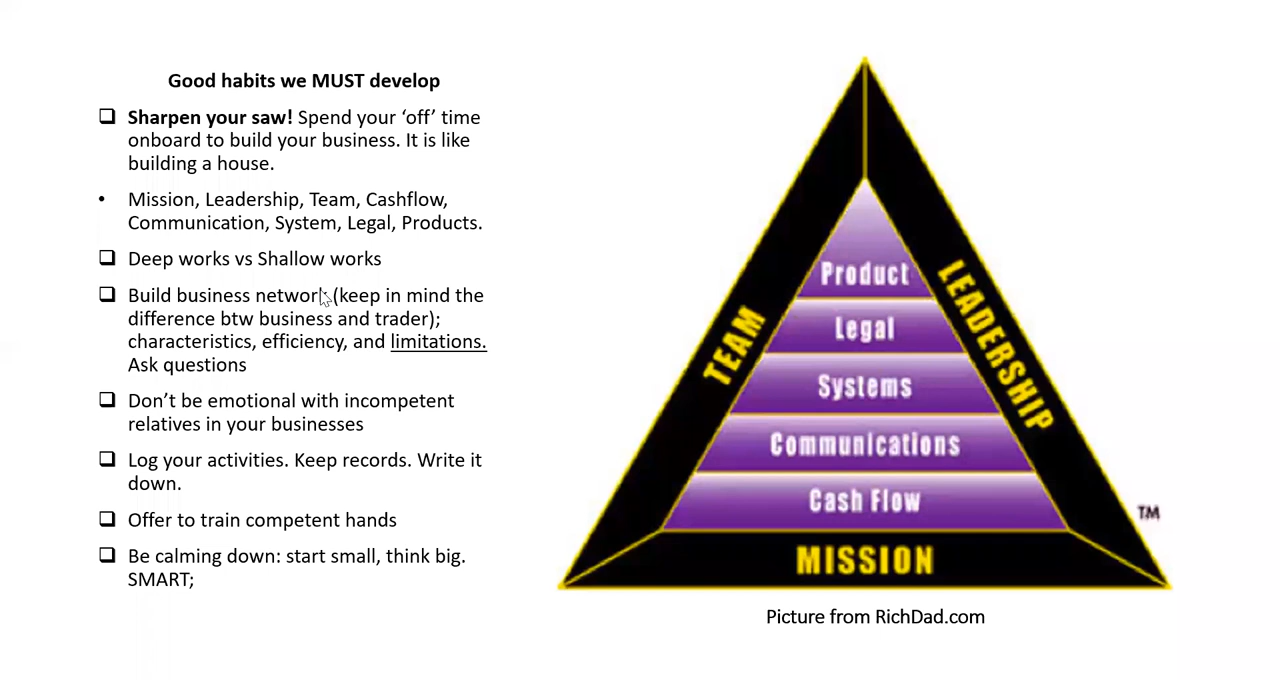 Good habits we MUST develop
Sharpen your saw! Spend your ‘off’ time
onboard to build your business. It is like
building a house.
Mission, Leadership, Team, Cashflow,
Communication, System, Legal, Products.
Deep works vs Shallow works
Build business network (keep in mind the
difference btw business and trader);
characteristics, efficiency, and limitations.
Ask questions
Don’t be emotional with incompetent
relatives in your businesses
Log your activities. Keep records. Write it
down.
Offer to train competent hands
Be calming down: start small, think big.
SMART;
TEAM
LEADERSHIP
Product
Legal
Systems
Communications
Cash Flow
MISSION
TM
Picture from RichDad.com